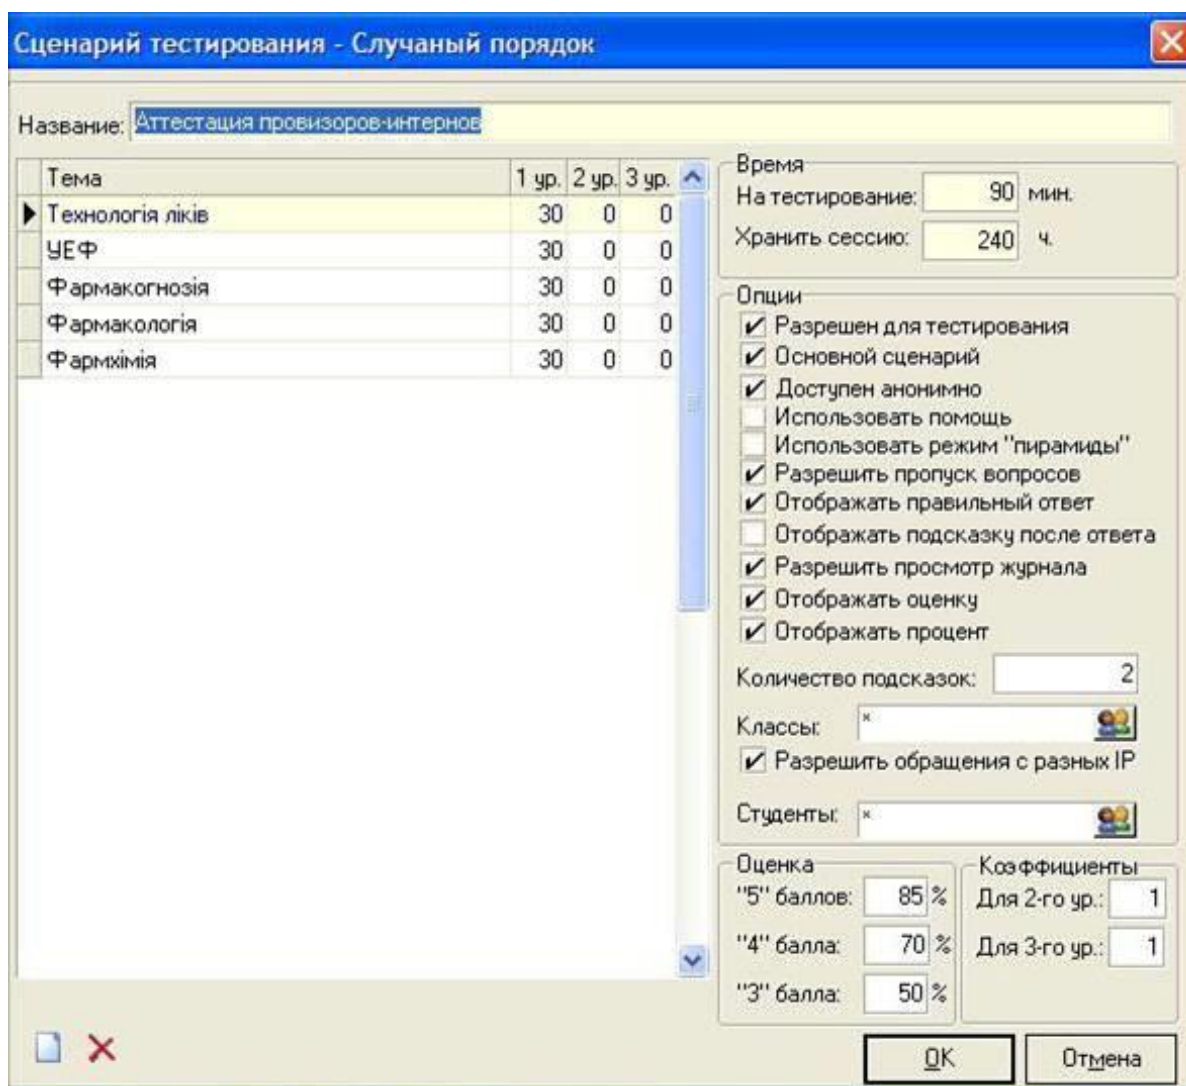 Сценарий тестирования - Случаный порядок
Название: Аттестация провизоров-интернов
Тема 1 ур. 2 ур. 3 ур.
Технологія ліків 30 0 0
УЕФ 30 0 0
Фармакогнозія 30 0 0
Фармакологія 30 0 0
Фармхімія 30 0 0
Время
На тестирование: 90 мин.
Хранить сессию: 240 ч.
Опции
Разрешен для тестирования
Основной сценарий
Доступен анонимно
Использовать помощь
Использовать режим "пирамиды"
Разрешить пропуск вопросов
Отображать правильный ответ
Отображать подсказку после ответа
Разрешить просмотр журнала
Отображать оценку
Отображать процент
Количество подсказок: 2
Классы: *
Разрешить обращения с разных IP
Студенты: *
Оценка
"5" баллов: 85 %
"4" балла: 70 %
"3" балла: 50 %
Коэффициенты
Для 2-го ур.: 1
Для 3-го ур.: 1
OK Отмена